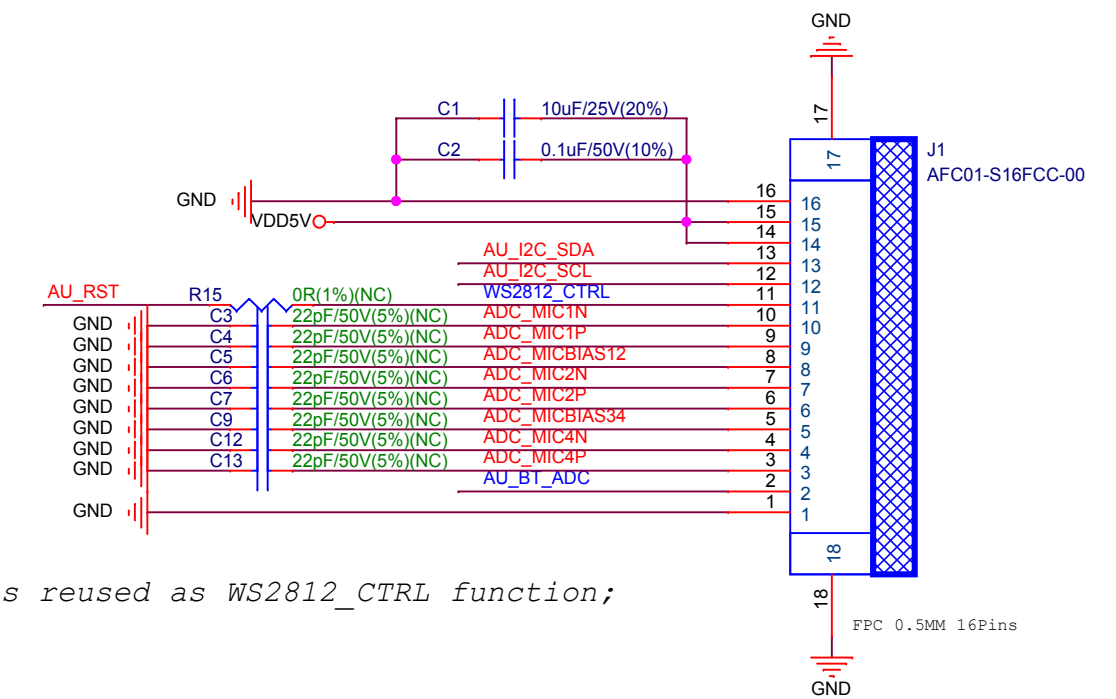 GND
17
C1 10uF/25V(20%)
17
J1
C2 0.1uF/50V(10%)
AFC01-S16FCC-00
GND
16 16
VDD5V
15 15
14 14
AU_I2C_SDA 13 13
AU_I2C_SCL 12 12
AU_RST R15 0R(1%)(NC) WS2812_CTRL 11 11
GND C3 22pF/50V(5%)(NC) ADC_MIC1N 10 10
GND C4 22pF/50V(5%)(NC) ADC_MIC1P 9 9
GND C5 22pF/50V(5%)(NC) ADC_MICBIAS12 8 8
GND C6 22pF/50V(5%)(NC) ADC_MIC2N 7 7
GND C7 22pF/50V(5%)(NC) ADC_MIC2P 6 6
GND C9 22pF/50V(5%)(NC) ADC_MICBIAS34 5 5
GND C12 22pF/50V(5%)(NC) ADC_MIC4N 4 4
GND C13 22pF/50V(5%)(NC) ADC_MIC4P 3 3
AU_BT_ADC 2 2
GND 1 1
18
s reused as WS2812_CTRL function;
18
FPC 0.5MM 16Pins
GND